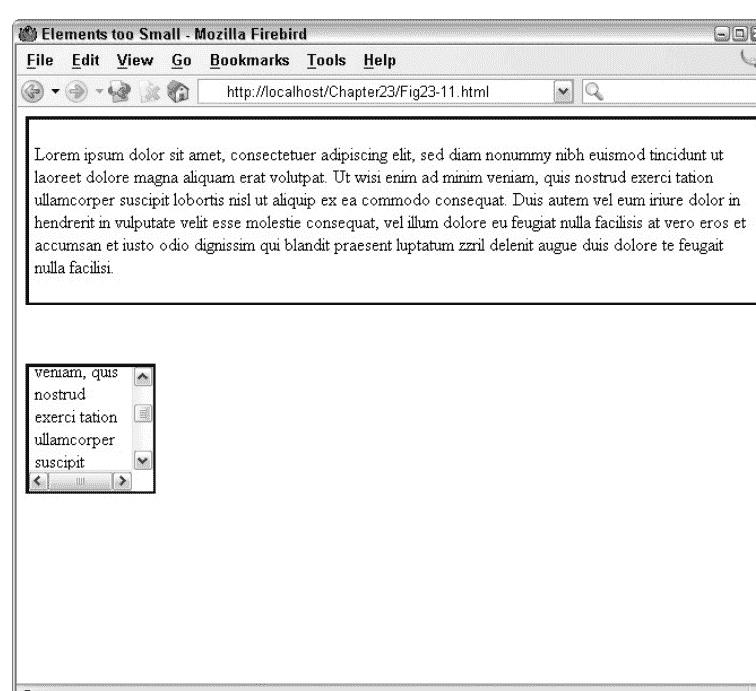 Elements too Small - Mozilla Firebird
File Edit View Go Bookmarks Tools Help
http://localhost/Chapter23/Fig23-11.html
Lorem ipsum dolor sit amet, consectetuer adipiscing elit, sed diam nonummy nibh euismod tincidunt ut
laoreet dolore magna aliquam erat volutpat. Ut wisi enim ad minim veniam, quis nostrud exerci tation
ullamcorper suscipit lobortis nisl ut aliquip ex ea commodo consequat. Duis autem vel eum iriure dolor in
hendrerit in vulputate velit esse molestie consequat, vel illum dolore eu feugiat nulla facilisis at vero eros et
accumsan et iusto odio dignissim qui blandit praesent luptatum zzril delenit augue duis dolore te feugait
nulla facilisi.
veniam, quis
nostrud
exerci tation
ullamcorper
suscipit